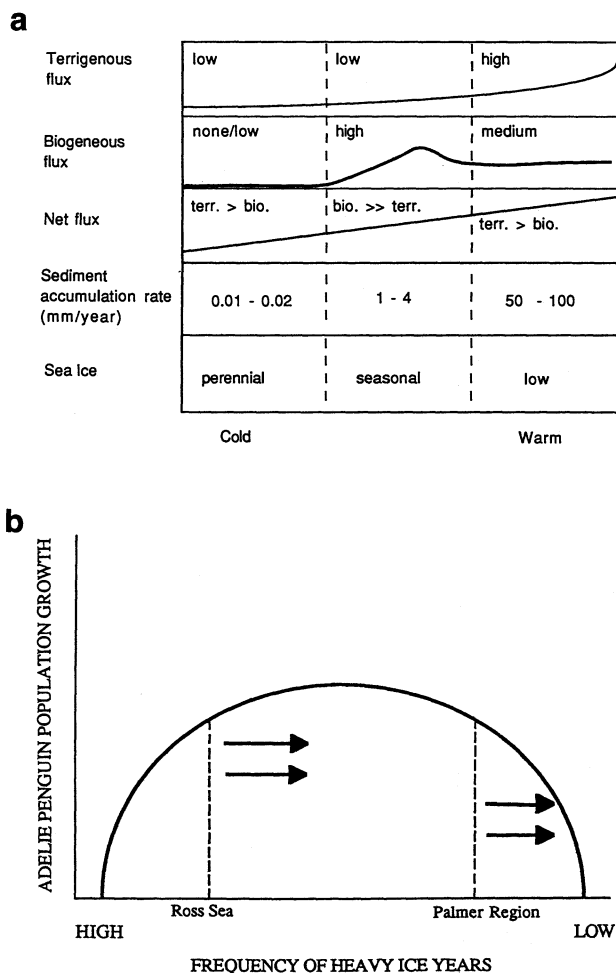 a
Terrigenous
flux
low
low
high
Biogeneous
flux
none/low
high
medium
Net flux
terr. > bio.
bio. >> terr.
terr. > bio.
Sediment
accumulation rate
(mm/year)
0.01 - 0.02
1 - 4
50 - 100
Sea Ice
perennial
seasonal
low
Cold
Warm
b
ADELIE PENGUIN POPULATION GROWTH
Ross Sea
Palmer Region
HIGH
LOW
FREQUENCY OF HEAVY ICE YEARS